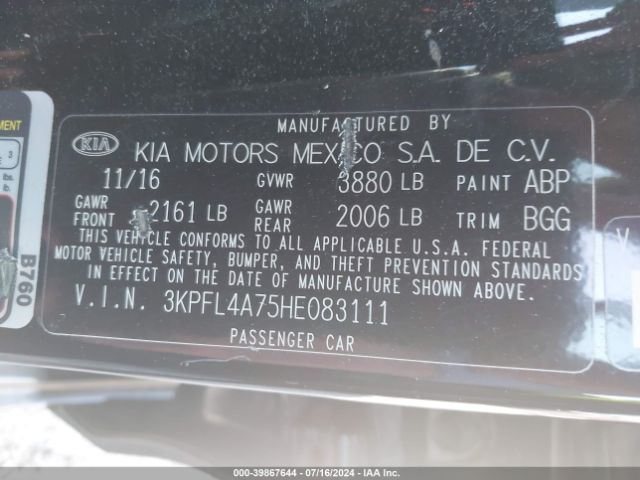 MANUFACTURED BY
KIA KIA MOTORS MEXICO S.A. DE C.V.
11/16 GVWR 3880 LB PAINT ABP
GAWR FRONT 2161 LB GAWR REAR 2006 LB TRIM BGG
THIS VEHICLE CONFORMS TO ALL APPLICABLE U.S.A. FEDERAL
MOTOR VEHICLE SAFETY, BUMPER, AND THEFT PREVENTION STANDARDS
IN EFFECT ON THE DATE OF MANUFACTURE SHOWN ABOVE.
V.I.N. 3KPFL4A75HE083111
PASSENGER CAR
B760
000-39867644 / 07/16/2024 / IAAI.COM